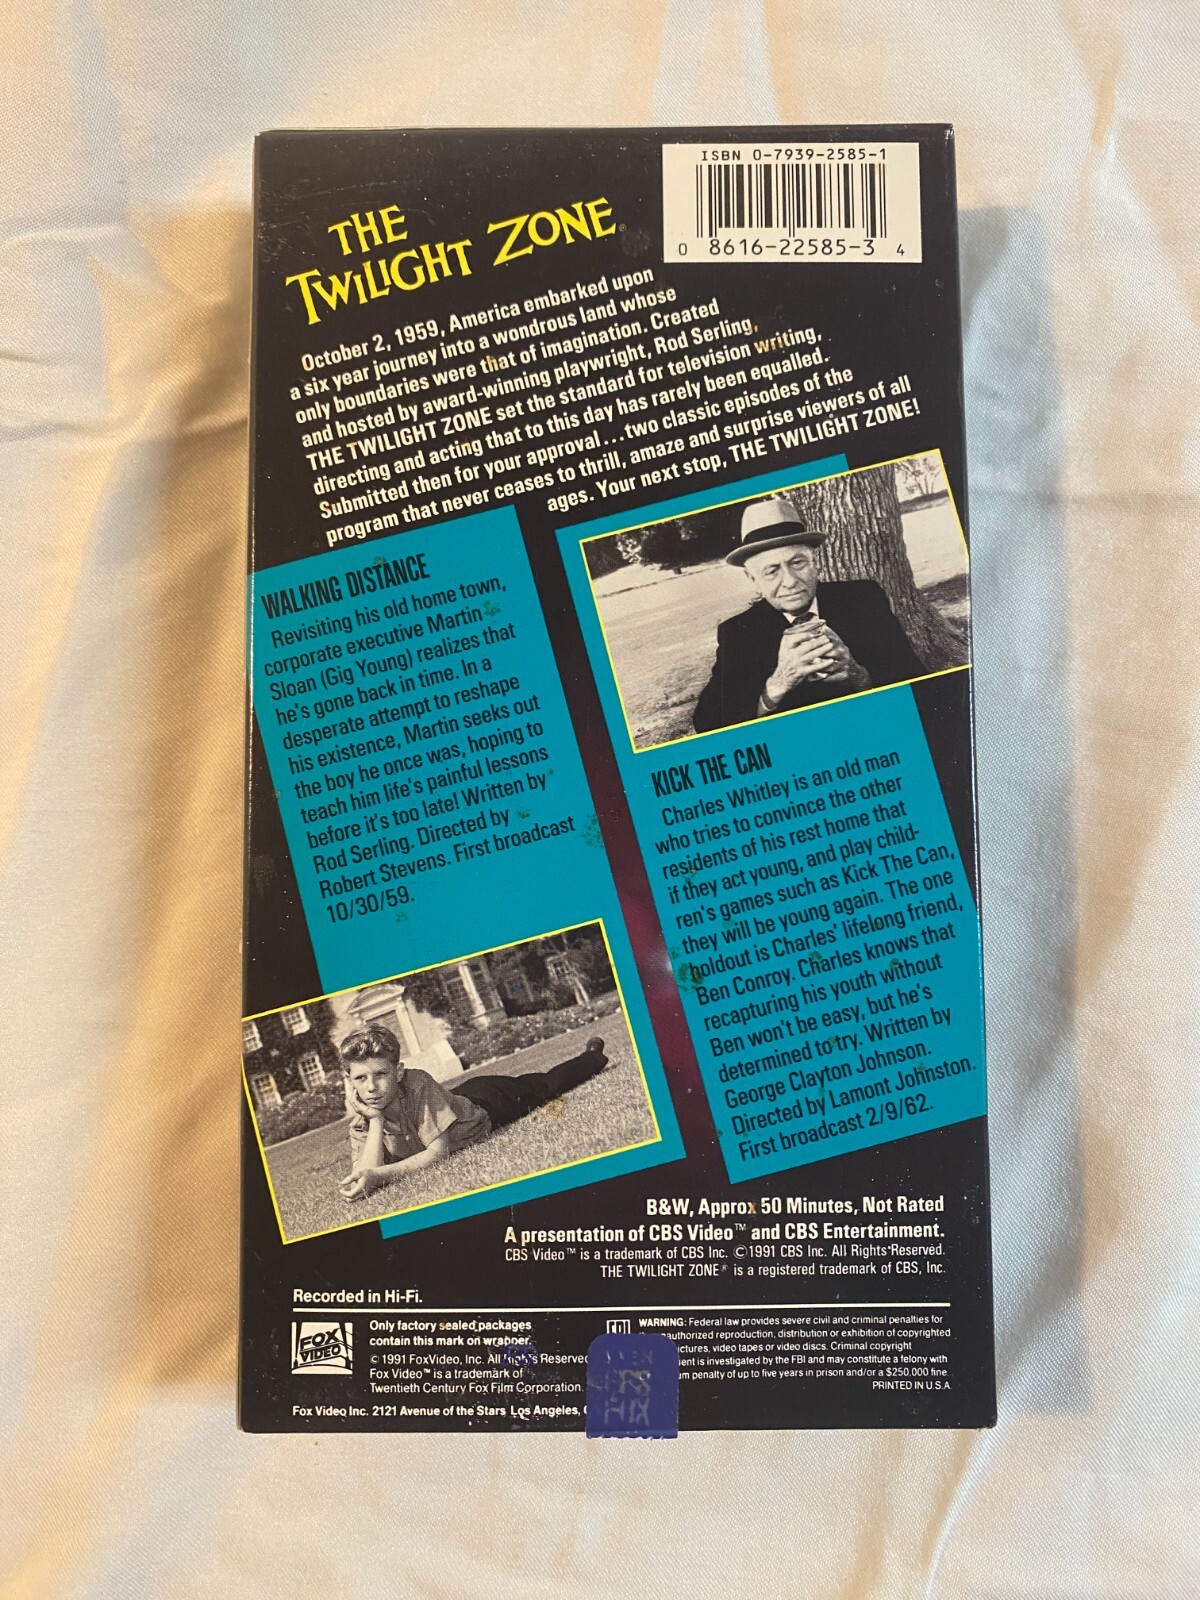 ISBN 0-7939-2585-1
0 8616-22585-3 4
THE
TWILIGHT ZONE®
October 2, 1959, America embarked upon
a six year journey into a wondrous land whose
only boundaries were that of imagination. Created
and hosted by award-winning playwright, Rod Serling,
THE TWILIGHT ZONE set the standard for television writing,
directing and acting that to this day has rarely been equalled.
Submitted then for your approval...two classic episodes of the
program that never ceases to thrill, amaze and surprise viewers of all
ages. Your next stop, THE TWILIGHT ZONE!
WALKING DISTANCE
Revisiting his old home town,
corporate executive Martin
Sloan (Gig Young) realizes that
he's gone back in time. In a
desperate attempt to reshape
his existence, Martin seeks out
the boy he once was, hoping to
teach him life's painful lessons
before it's too late! Written by
Rod Serling. Directed by
Robert Stevens. First broadcast
10/30/59.
KICK THE CAN
Charles Whitley is an old man
who tries to convince the other
residents of his rest home that
if they act young, and play child-
ren's games such as Kick The Can,
they will be young again. The one
holdout is Charles' lifelong friend,
Ben Conroy. Charles knows that
recapturing his youth without
Ben won't be easy, but he's
determined to try. Written by
George Clayton Johnson.
Directed by Lamont Johnston.
First broadcast 2/9/62.
B&W, Approx 50 Minutes, Not Rated
A presentation of CBS Video™ and CBS Entertainment.
CBS Video™ is a trademark of CBS Inc. ©1991 CBS Inc. All Rights Reserved.
THE TWILIGHT ZONE® is a registered trademark of CBS, Inc.
Recorded in Hi-Fi.
FOX
VIDEO
Only factory sealed packages
contain this mark on wrapper.
© 1991 FoxVideo, Inc. All Rights Reserved
Fox Video™ is a trademark of
Twentieth Century Fox Film Corporation.
Fox Video Inc. 2121 Avenue of the Stars Los Angeles,
FBI
WARNING: Federal law provides severe civil and criminal penalties for
authorized reproduction, distribution or exhibition of copyrighted
ictures, video tapes or video discs. Criminal copyright
ent is investigated by the FBI and may constitute a felony with
um penalty of up to five years in prison and/or a $250,000 fine.
PRINTED IN U.S.A.